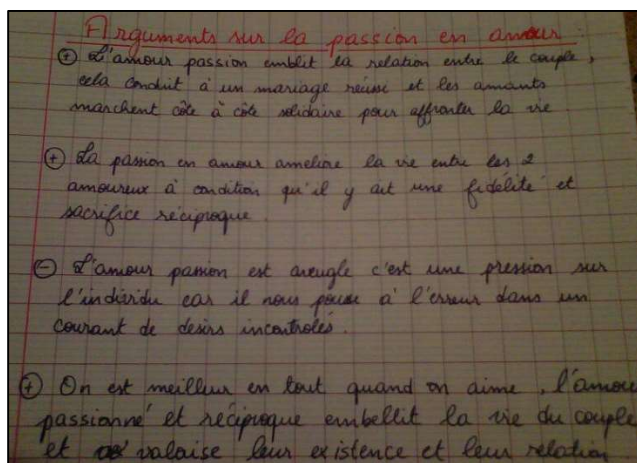 Arguments sur la passion en amour :
⊕ L'amour passion emblit la relation entre le couple,
cela conduit à un mariage réussi et les amants
marchent côte à côte solidaire pour affronter la vie
⊕ La passion en amour améliore la vie entre les 2
amoureux à condition qu'il y ait une fidélité et
sacrifice réciproque.
⊖ L'amour passion est aveugle c'est une pression sur
l'individu car il nous pousse à l'erreur dans un
courant de desirs incontrolés.
⊕ On est meilleur en tout quand on aime, l'amour
passionné et réciproque embellit la vie du couple
et valorise leur existence et leur relation